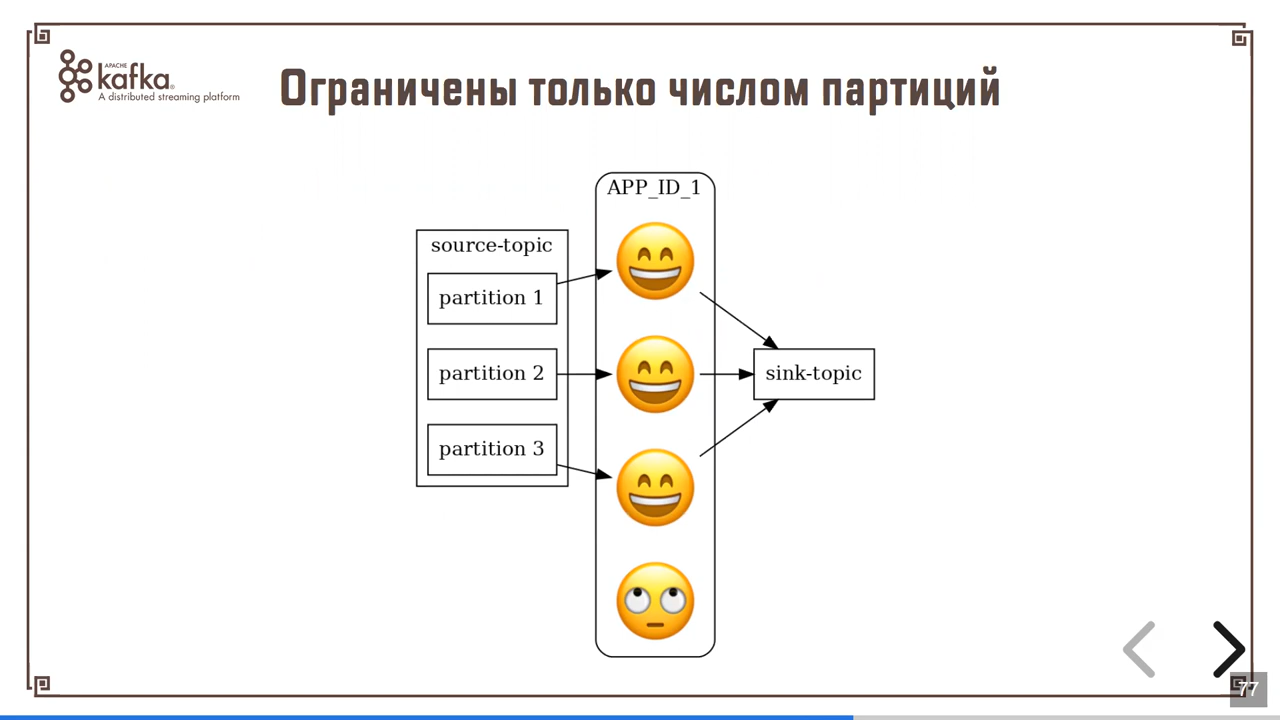 APACHE
kafka®
A distributed streaming platform
Ограничены только числом партиций
APP_ID_1
source-topic
partition 1
partition 2
partition 3
sink-topic
77